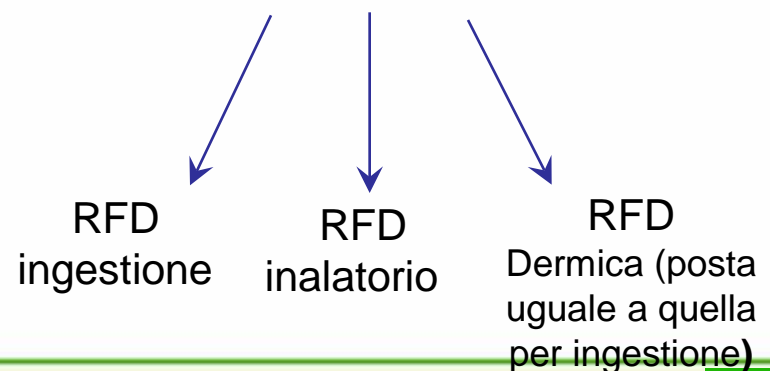 RFD
ingestione
RFD
inalatorio
RFD
Dermica (posta
uguale a quella
per ingestione)